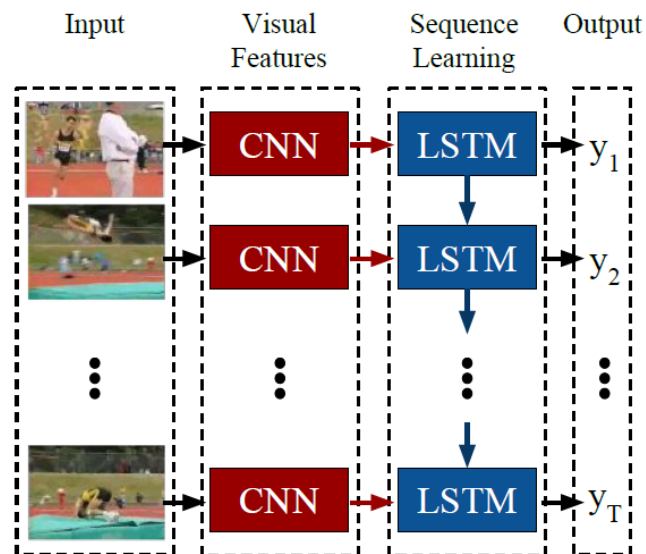 Input
Visual
Features
Sequence
Learning
Output
CNN
LSTM
y1
CNN
LSTM
y2
CNN
LSTM
yT